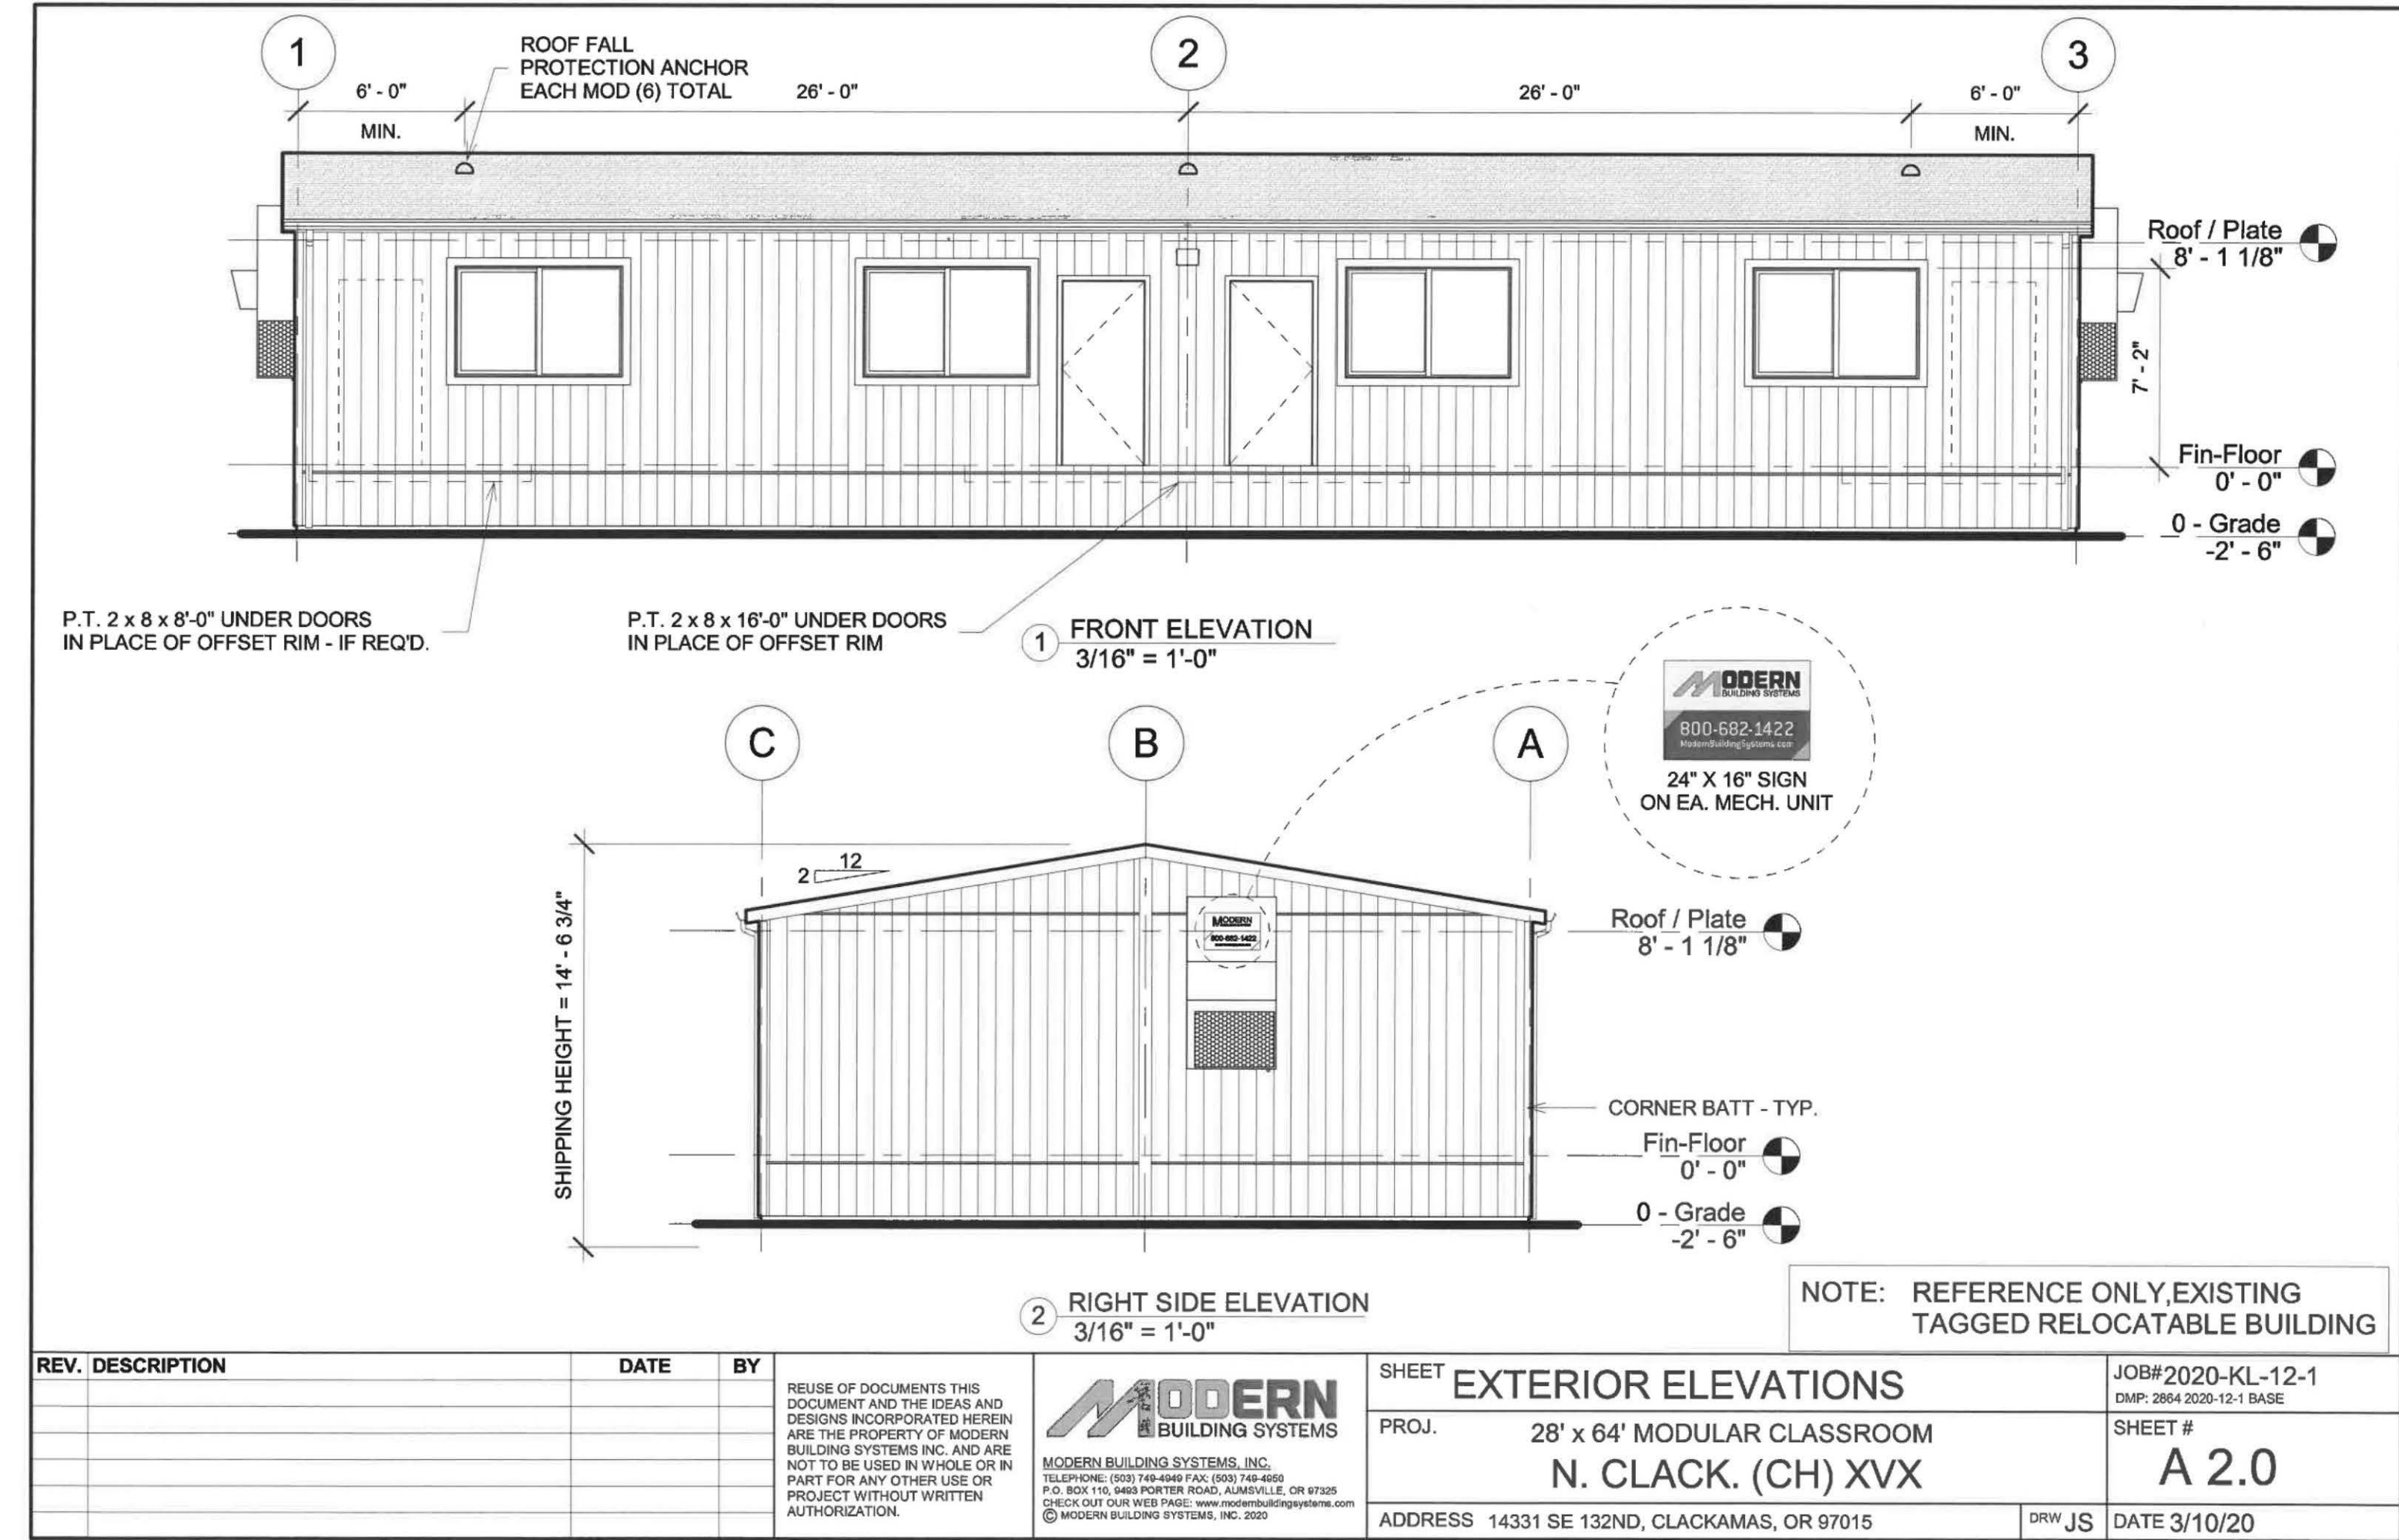 1
2
3
ROOF FALL
PROTECTION ANCHOR
EACH MOD (6) TOTAL
6' - 0"
MIN.
26' - 0"
26' - 0"
6' - 0"
MIN.
Roof / Plate
8' - 1 1/8"
7' - 2"
Fin-Floor
0' - 0"
0 - Grade
-2' - 6"
P.T. 2 x 8 x 8'-0" UNDER DOORS
IN PLACE OF OFFSET RIM - IF REQ'D.
P.T. 2 x 8 x 16'-0" UNDER DOORS
IN PLACE OF OFFSET RIM
1 FRONT ELEVATION
3/16" = 1'-0"
MODERN
BUILDING SYSTEMS
800-682-1422
ModernBuildingSystems.com
24" X 16" SIGN
ON EA. MECH. UNIT
C
B
A
2
12
SHIPPING HEIGHT = 14' - 6 3/4"
MODERN
800-682-1422
Roof / Plate
8' - 1 1/8"
CORNER BATT - TYP.
Fin-Floor
0' - 0"
0 - Grade
-2' - 6"
2 RIGHT SIDE ELEVATION
3/16" = 1'-0"
NOTE: REFERENCE ONLY,EXISTING
TAGGED RELOCATABLE BUILDING
REV. DESCRIPTION DATE BY
REUSE OF DOCUMENTS THIS
DOCUMENT AND THE IDEAS AND
DESIGNS INCORPORATED HEREIN
ARE THE PROPERTY OF MODERN
BUILDING SYSTEMS INC. AND ARE
NOT TO BE USED IN WHOLE OR IN
PART FOR ANY OTHER USE OR
PROJECT WITHOUT WRITTEN
AUTHORIZATION.
MODERN
BUILDING SYSTEMS
MODERN BUILDING SYSTEMS, INC.
TELEPHONE: (503) 749-4949 FAX: (503) 749-4950
P.O. BOX 110, 9493 PORTER ROAD, AUMSVILLE, OR 97325
CHECK OUT OUR WEB PAGE: www.modernbuildingsystems.com
© MODERN BUILDING SYSTEMS, INC. 2020
SHEET EXTERIOR ELEVATIONS
PROJ. 28' x 64' MODULAR CLASSROOM
N. CLACK. (CH) XVX
ADDRESS 14331 SE 132ND, CLACKAMAS, OR 97015
DRW JS
JOB#2020-KL-12-1
DMP: 2864 2020-12-1 BASE
SHEET #
A 2.0
DATE 3/10/20